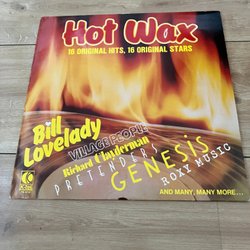 Hot Wax
16 ORIGINAL HITS, 16 ORIGINAL STARS
Bill
Lovelady
VILLAGE PEOPLE
Richard Clayderman
PRETENDERS
GENESIS
ROXY MUSIC
AND MANY, MANY MORE...